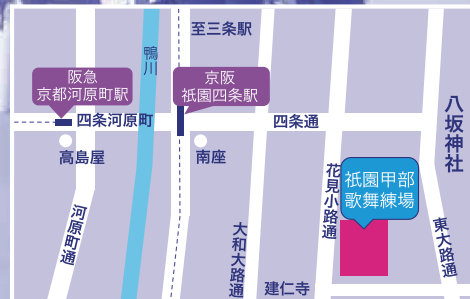 至三条駅
鴨川
阪急
京都河原町駅
京阪
祇園四条駅
四条河原町
四条通
八坂神社
高島屋
南座
祇園甲部
歌舞練場
花見小路通
河原町通
大和大路通
東大路通
建仁寺